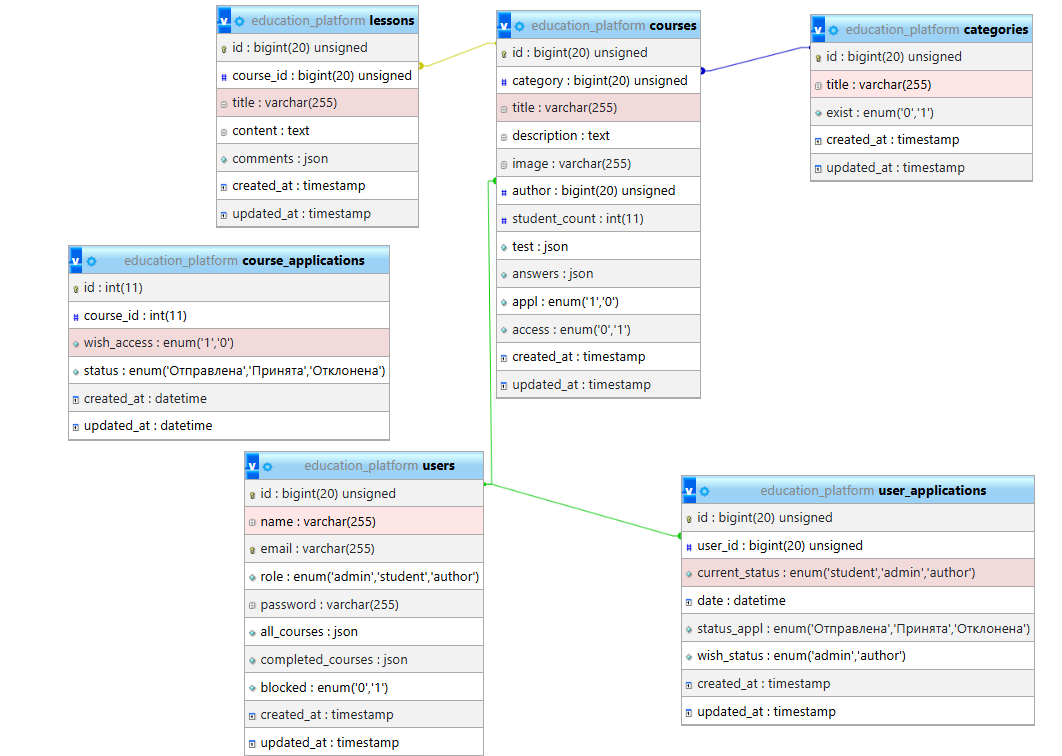 education_platform lessons
id : bigint(20) unsigned
course_id : bigint(20) unsigned
title : varchar(255)
content : text
comments : json
created_at : timestamp
updated_at : timestamp
education_platform courses
id : bigint(20) unsigned
category : bigint(20) unsigned
title : varchar(255)
description : text
image : varchar(255)
author : bigint(20) unsigned
student_count : int(11)
test : json
answers : json
appl : enum('1','0')
access : enum('0','1')
created_at : timestamp
updated_at : timestamp
education_platform categories
id : bigint(20) unsigned
title : varchar(255)
exist : enum('0','1')
created_at : timestamp
updated_at : timestamp
education_platform course_applications
id : int(11)
course_id : int(11)
wish_access : enum('1','0')
status : enum('Отправлена','Принята','Отклонена')
created_at : datetime
updated_at : datetime
education_platform users
id : bigint(20) unsigned
name : varchar(255)
email : varchar(255)
role : enum('admin','student','author')
password : varchar(255)
all_courses : json
completed_courses : json
blocked : enum('0','1')
created_at : timestamp
updated_at : timestamp
education_platform user_applications
id : bigint(20) unsigned
user_id : bigint(20) unsigned
current_status : enum('student','admin','author')
date : datetime
status_appl : enum('Отправлена','Принята','Отклонена')
wish_status : enum('admin','author')
created_at : timestamp
updated_at : timestamp